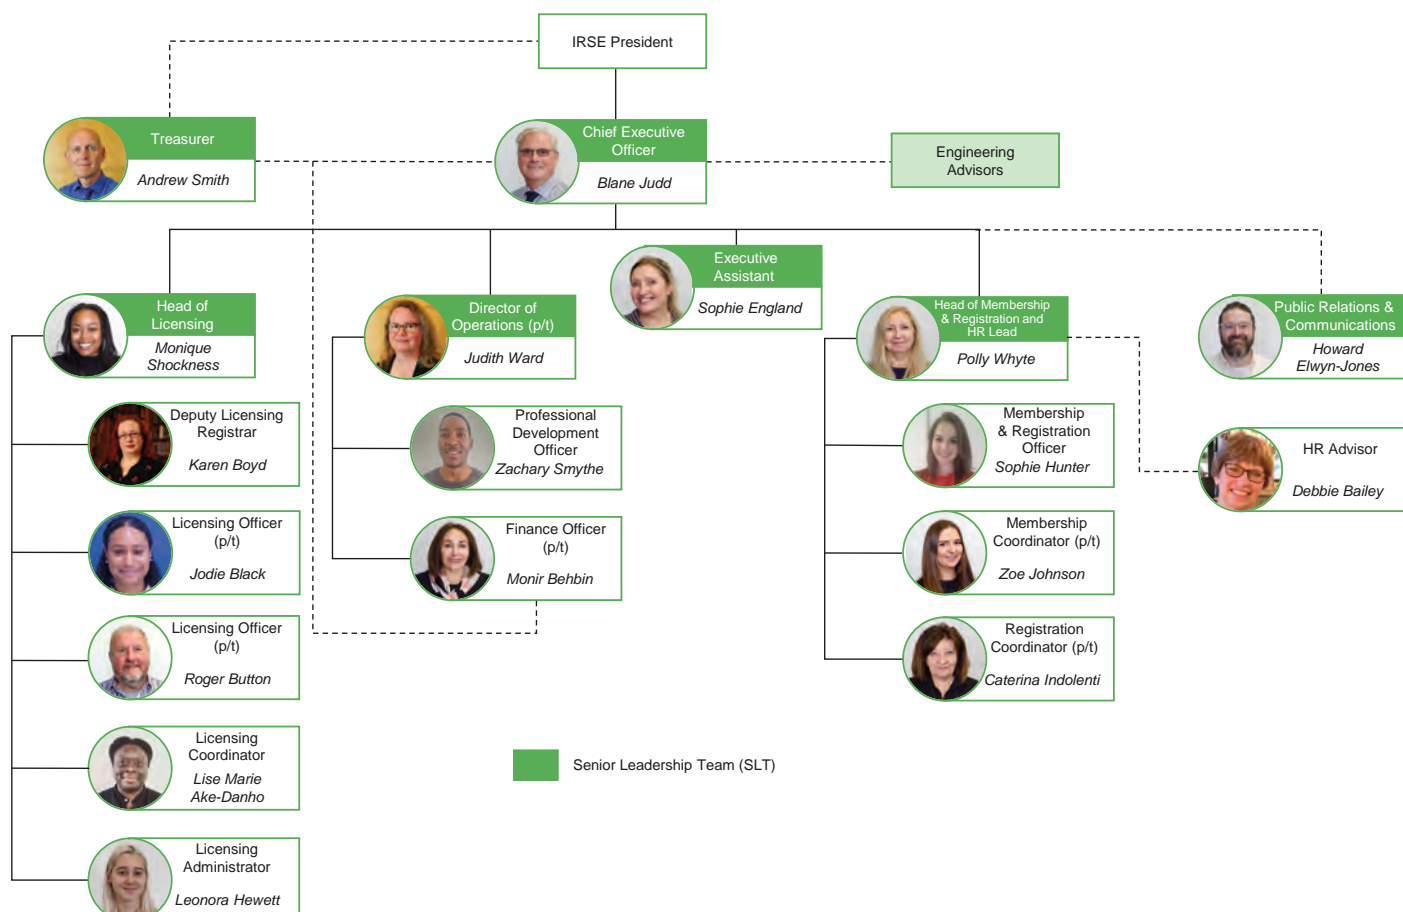 IRSE President
Treasurer
Andrew Smith
Chief Executive
Officer
Blane Judd
Engineering
Advisors
Executive
Assistant
Sophie England
Head of
Licensing
Monique
Shockness
Director of
Operations (p/t)
Judith Ward
Head of Membership
& Registration and
HR Lead
Polly Whyte
Public Relations &
Communications
Howard
Elwyn-Jones
Deputy Licensing
Registrar
Karen Boyd
Professional
Development
Officer
Zachary Smythe
Membership
& Registration
Officer
Sophie Hunter
HR Advisor
Debbie Bailey
Licensing Officer
(p/t)
Jodie Black
Finance Officer
(p/t)
Monir Behbin
Membership
Coordinator (p/t)
Zoe Johnson
Licensing Officer
(p/t)
Roger Button
Registration
Coordinator (p/t)
Caterina Indolenti
Licensing
Coordinator
Lise Marie
Ake-Danho
Senior Leadership Team (SLT)
Licensing
Administrator
Leonora Hewett